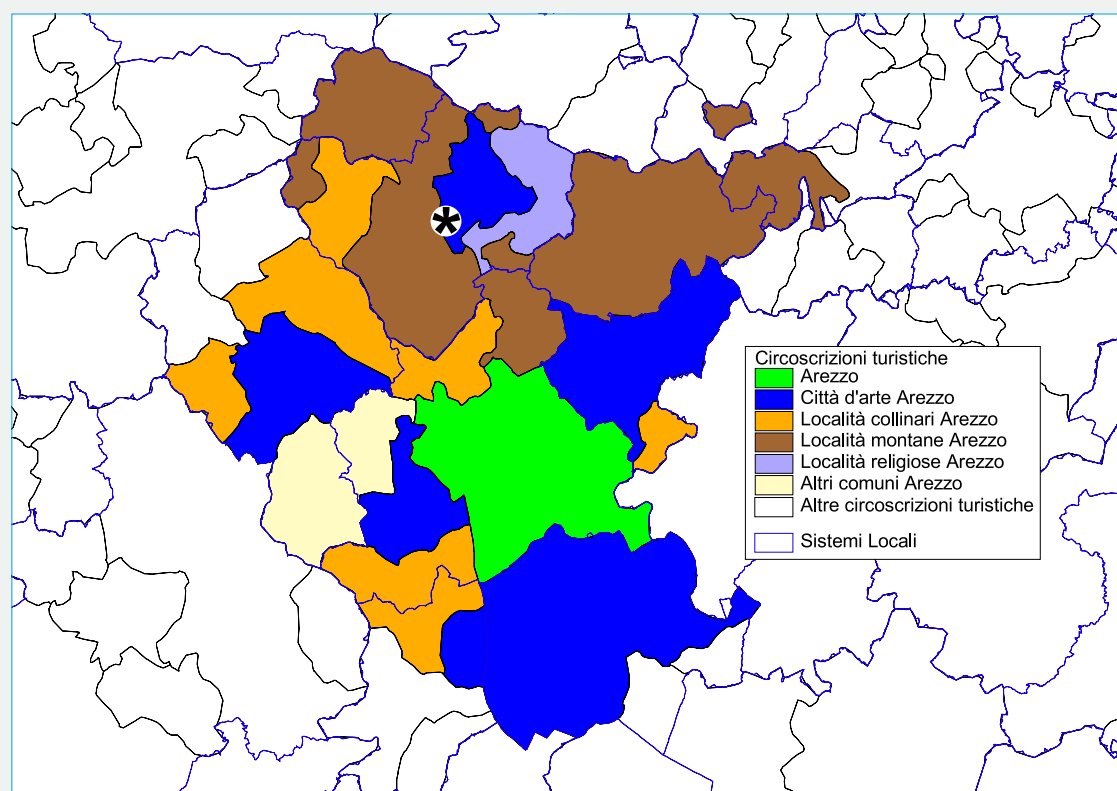 Circoscrizioni turistiche
Arezzo
Città d'arte Arezzo
Località collinari Arezzo
Località montane Arezzo
Località religiose Arezzo
Altri comuni Arezzo
Altre circoscrizioni turistiche
Sistemi Locali